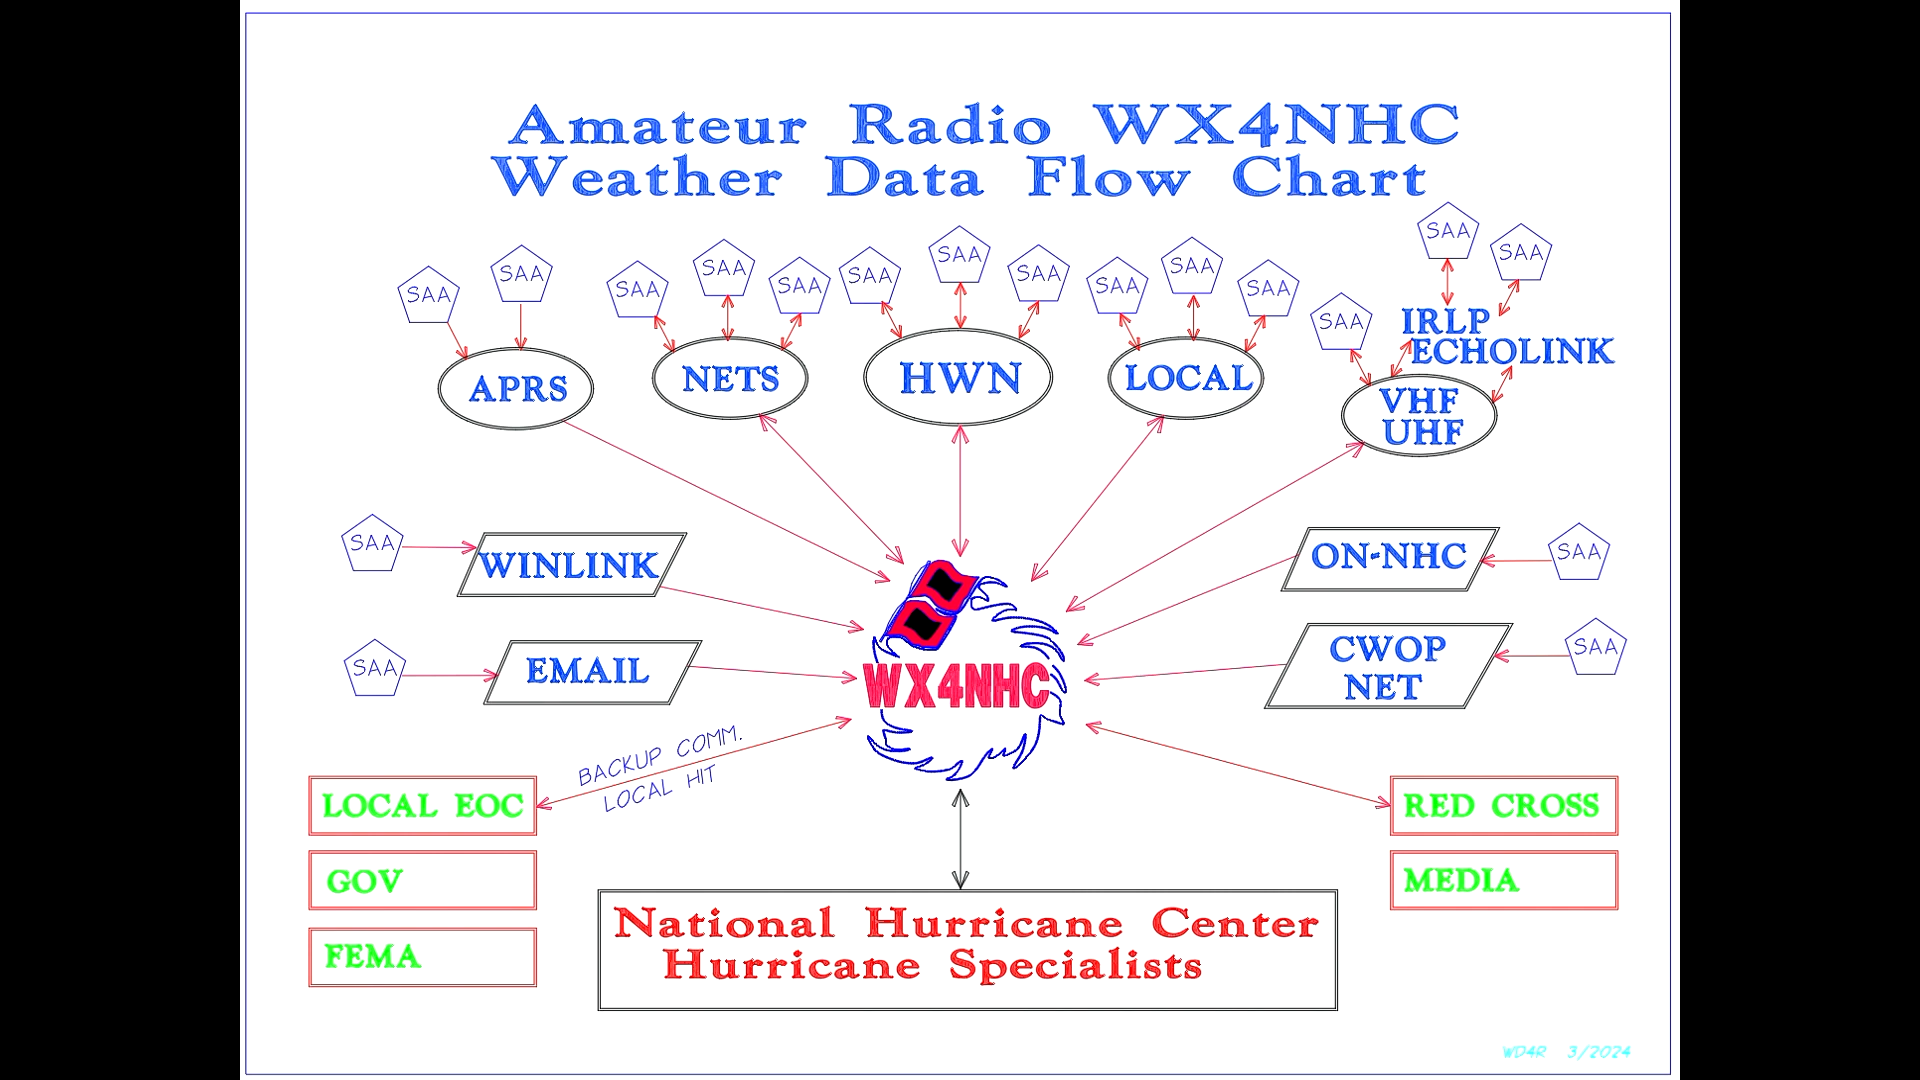 Amateur Radio WX4NHC
Weather Data Flow Chart
SAA
SAA
SAA
SAA
SAA
SAA
SAA
SAA
SAA
SAA
SAA
SAA
SAA
SAA
IRLP
ECHOLINK
APRS
NETS
HWN
LOCAL
VHF
UHF
SAA
WINLINK
ON-NHC
SAA
SAA
EMAIL
CWOP
NET
SAA
WX4NHC
BACKUP COMM.
LOCAL HIT
LOCAL EOC
GOV
FEMA
RED CROSS
MEDIA
National Hurricane Center
Hurricane Specialists
WD4R 3/2024